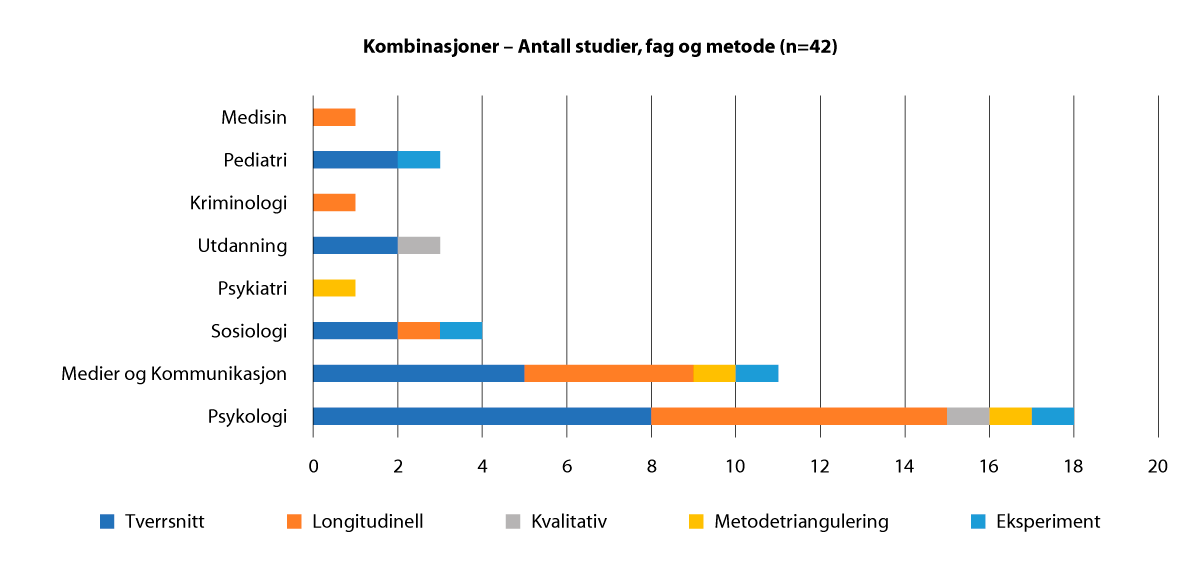 Kombinasjoner – Antall studier, fag og metode (n=42)
Medisin
Pediatri
Kriminologi
Utdanning
Psykiatri
Sosiologi
Medier og Kommunikasjon
Psykologi
0 2 4 6 8 10 12 14 16 18 20
Tverrsnitt Longitudinell Kvalitativ Metodetriangulering Eksperiment